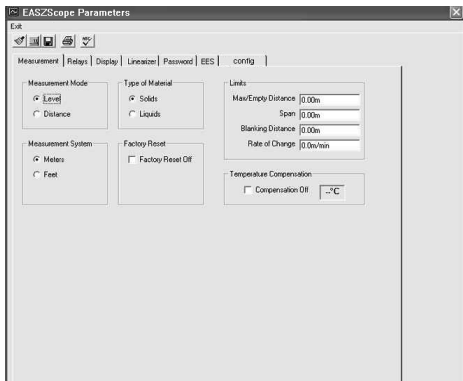 EASZScope Parameters
Exit
Measurement Relays Display Linearizer Password EES config
Measurement Mode
Level
Distance
Type of Material
Solids
Liquids
Limits
Max/Empty Distance 0.00m
Span 0.00m
Blanking Distance 0.00m
Rate of Change 0.0m/min
Measurement System
Meters
Feet
Factory Reset
Factory Reset Off
Temperature Compensation
Compensation Off --°C